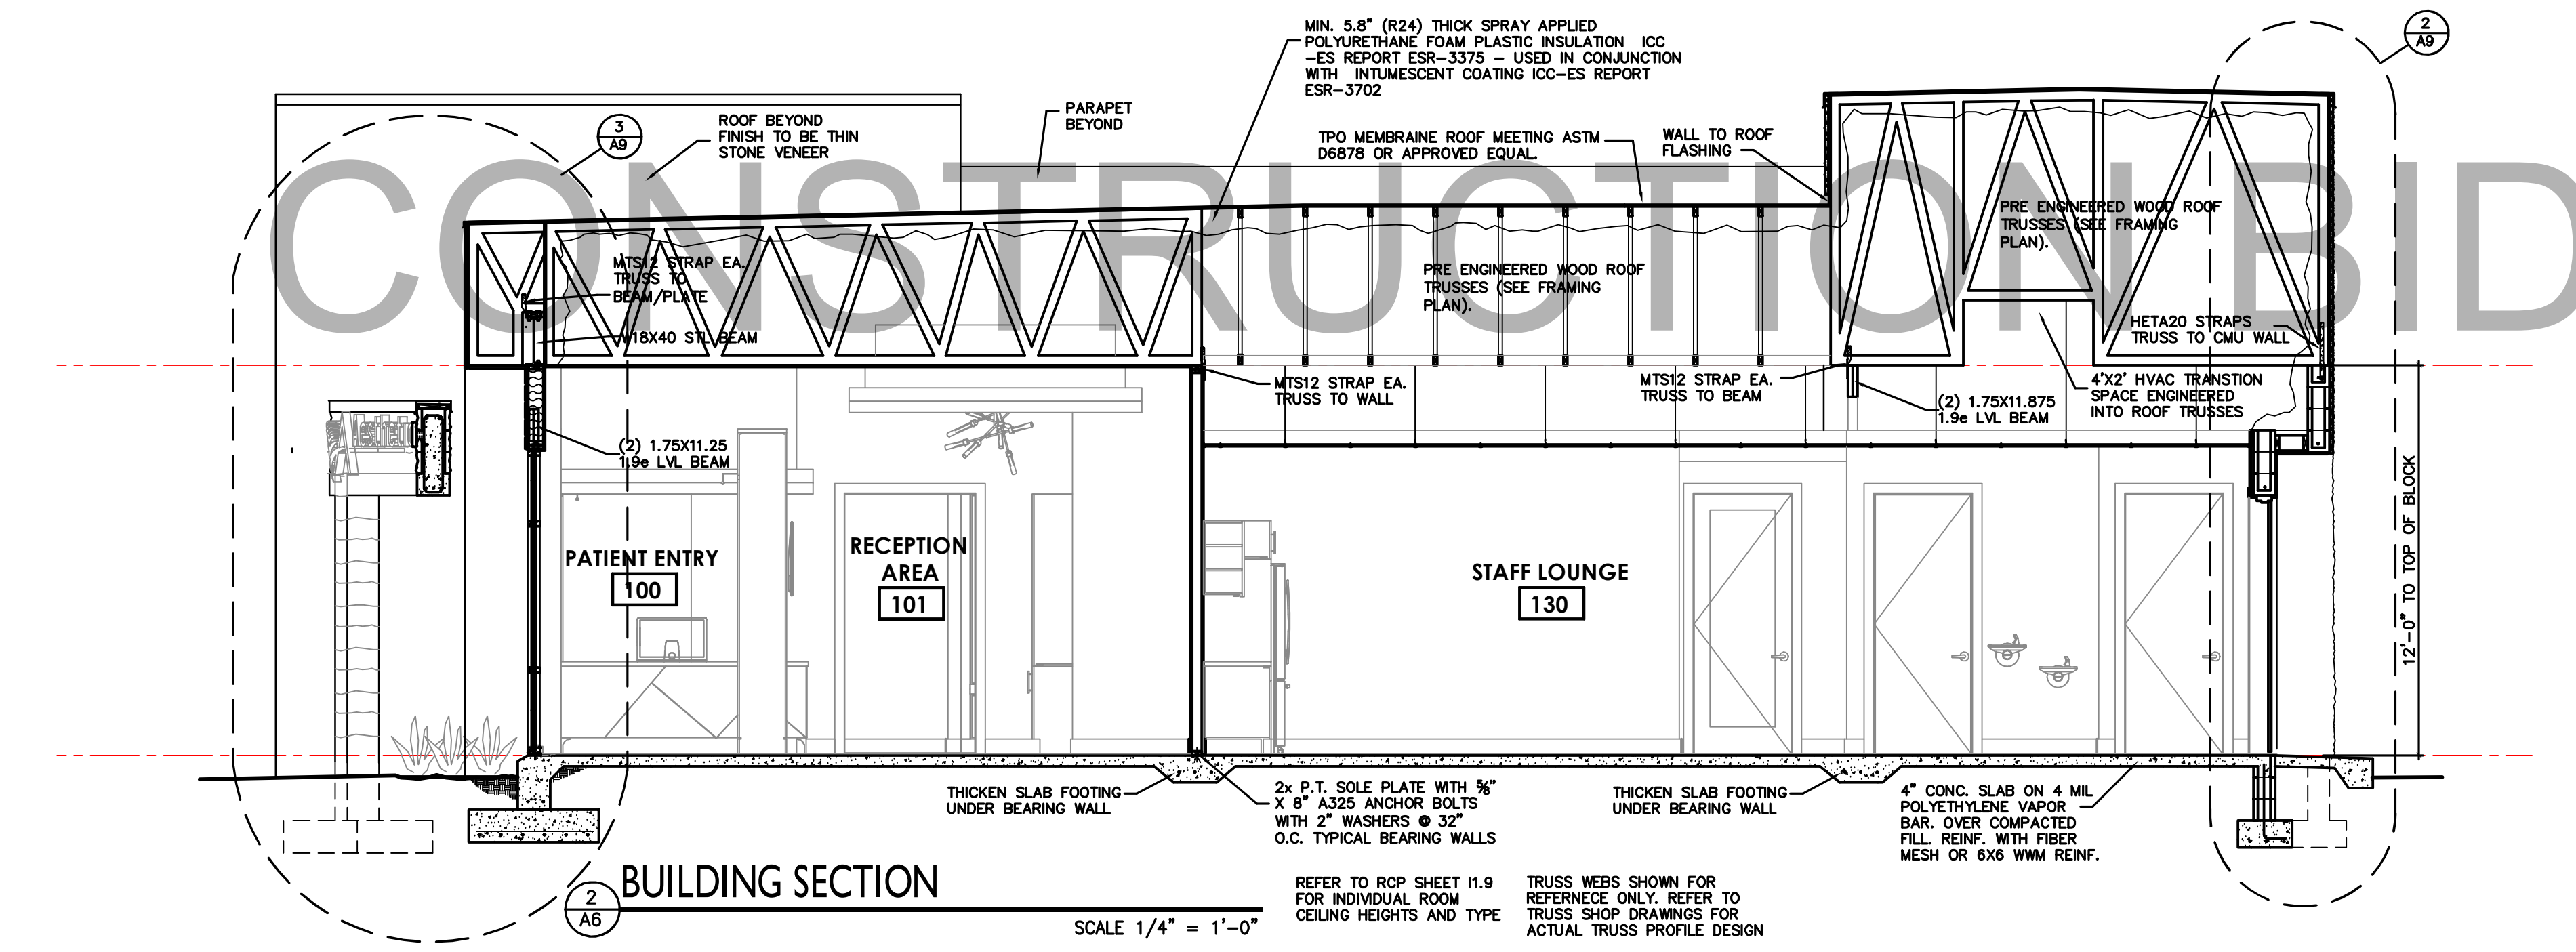 MIN. 5.8" (R24) THICK SPRAY APPLIED
POLYURETHANE FOAM PLASTIC INSULATION ICC
-ES REPORT ESR-3375 - USED IN CONJUNCTION
WITH INTUMESCENT COATING ICC-ES REPORT
ESR-3702
2
A9
3
A9
ROOF BEYOND
FINISH TO BE THIN
STONE VENEER
PARAPET
BEYOND
TPO MEMBRAINE ROOF MEETING ASTM
D6878 OR APPROVED EQUAL.
WALL TO ROOF
FLASHING
CONSTRUCTION BID
MTS12 STRAP EA.
TRUSS TO
BEAM/PLATE
W18X40 STL BEAM
PRE ENGINEERED WOOD ROOF
TRUSSES (SEE FRAMING
PLAN).
PRE ENGINEERED WOOD ROOF
TRUSSES (SEE FRAMING
PLAN).
HETA20 STRAPS
TRUSS TO CMU WALL
MTS12 STRAP EA.
TRUSS TO WALL
MTS12 STRAP EA.
TRUSS TO BEAM
(2) 1.75X11.875
1.9e LVL BEAM
4'X2' HVAC TRANSTION
SPACE ENGINEERED
INTO ROOF TRUSSES
(2) 1.75X11.25
1.9e LVL BEAM
12'-0" TO TOP OF BLOCK
PATIENT ENTRY
100
RECEPTION
AREA
101
STAFF LOUNGE
130
THICKEN SLAB FOOTING
UNDER BEARING WALL
2x P.T. SOLE PLATE WITH ⅝"
X 8" A325 ANCHOR BOLTS
WITH 2" WASHERS @ 32"
O.C. TYPICAL BEARING WALLS
THICKEN SLAB FOOTING
UNDER BEARING WALL
4" CONC. SLAB ON 4 MIL
POLYETHYLENE VAPOR
BAR. OVER COMPACTED
FILL. REINF. WITH FIBER
MESH OR 6X6 WWM REINF.
2
A6
BUILDING SECTION
SCALE 1/4" = 1'-0"
REFER TO RCP SHEET I1.9
FOR INDIVIDUAL ROOM
CEILING HEIGHTS AND TYPE
TRUSS WEBS SHOWN FOR
REFERNECE ONLY. REFER TO
TRUSS SHOP DRAWINGS FOR
ACTUAL TRUSS PROFILE DESIGN